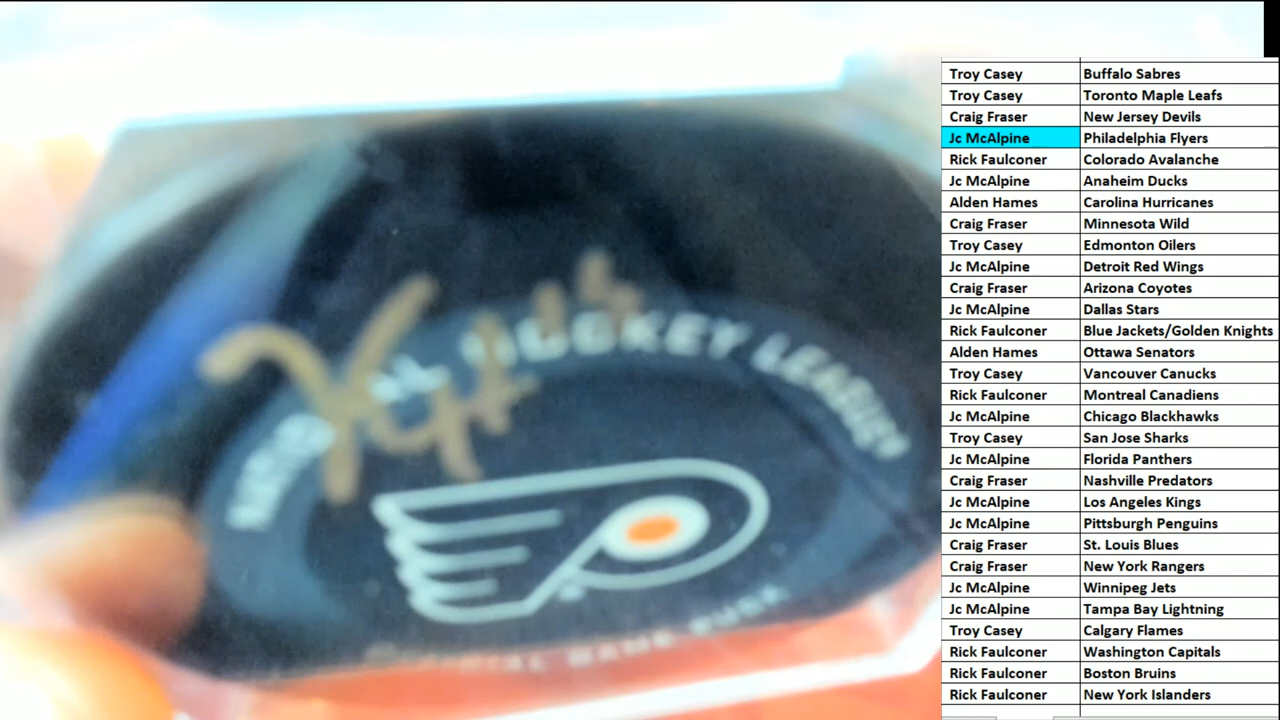 HOCKEY LEAGUE
OFFICIAL GAME PUCK
Troy Casey Buffalo Sabres
Troy Casey Toronto Maple Leafs
Craig Fraser New Jersey Devils
Jc McAlpine Philadelphia Flyers
Rick Faulconer Colorado Avalanche
Jc McAlpine Anaheim Ducks
Alden Hames Carolina Hurricanes
Craig Fraser Minnesota Wild
Troy Casey Edmonton Oilers
Jc McAlpine Detroit Red Wings
Craig Fraser Arizona Coyotes
Jc McAlpine Dallas Stars
Rick Faulconer Blue Jackets/Golden Knights
Alden Hames Ottawa Senators
Troy Casey Vancouver Canucks
Rick Faulconer Montreal Canadiens
Jc McAlpine Chicago Blackhawks
Troy Casey San Jose Sharks
Jc McAlpine Florida Panthers
Craig Fraser Nashville Predators
Jc McAlpine Los Angeles Kings
Jc McAlpine Pittsburgh Penguins
Craig Fraser St. Louis Blues
Craig Fraser New York Rangers
Jc McAlpine Winnipeg Jets
Jc McAlpine Tampa Bay Lightning
Troy Casey Calgary Flames
Rick Faulconer Washington Capitals
Rick Faulconer Boston Bruins
Rick Faulconer New York Islanders